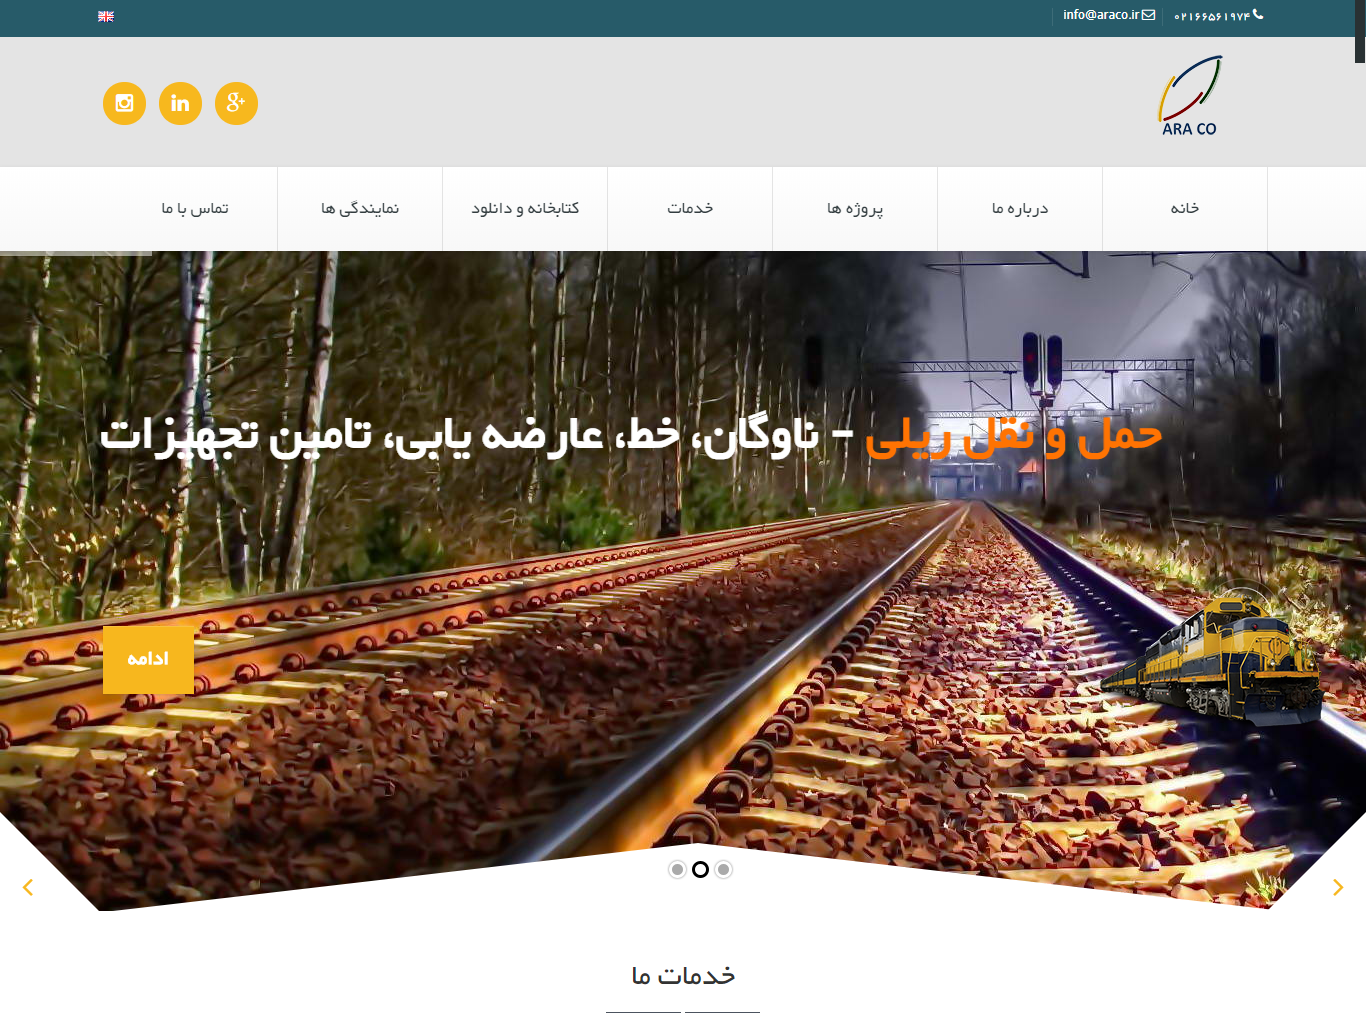 ۰۲۱۶۶۵۶۱۹۷۴
info@araco.ir
ARA CO
خانه
درباره ما
پروژه ها
خدمات
کتابخانه و دانلود
نمایندگی ها
تماس با ما
حمل و نقل ریلی - ناوگان، خط، عارضه یابی، تامین تجهیزات
ادامه
خدمات ما